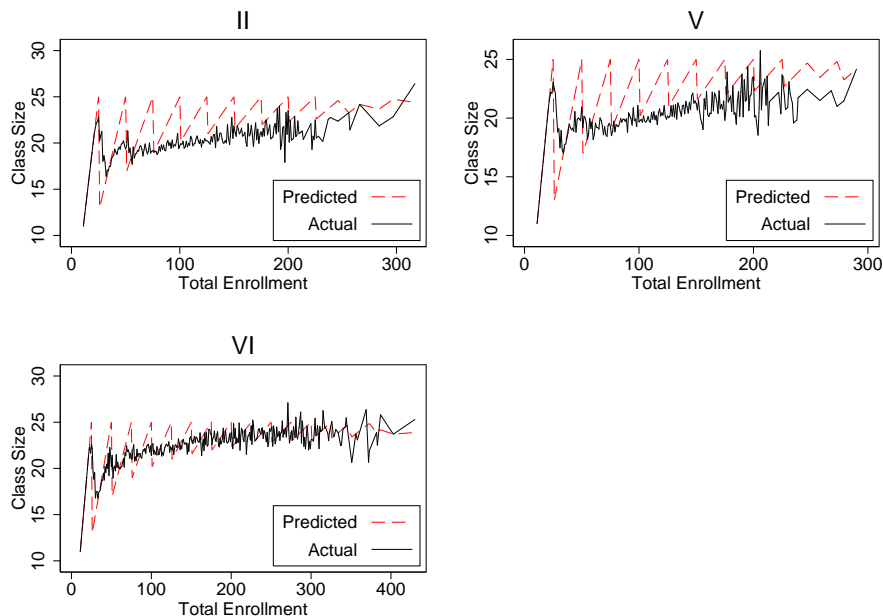 II
Class Size
30
25
20
15
10
Predicted
Actual
0 100 200 300
Total Enrollment
V
Class Size
25
20
15
10
Predicted
Actual
0 100 200 300
Total Enrollment
VI
Class Size
30
25
20
15
10
Predicted
Actual
0 100 200 300 400
Total Enrollment